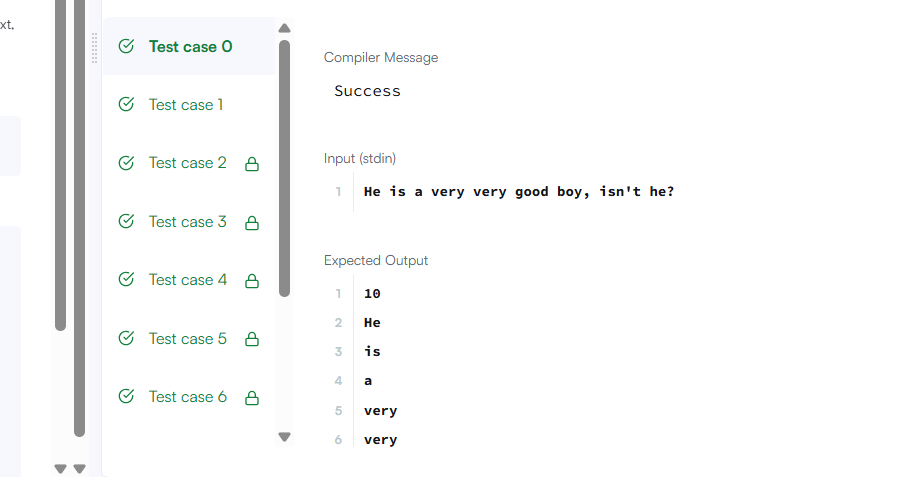 xt,
Test case 0
Test case 1
Test case 2
Test case 3
Test case 4
Test case 5
Test case 6
Compiler Message
Success
Input (stdin)
1 He is a very very good boy, isn't he?
Expected Output
1 10
2 He
3 is
4 a
5 very
6 very